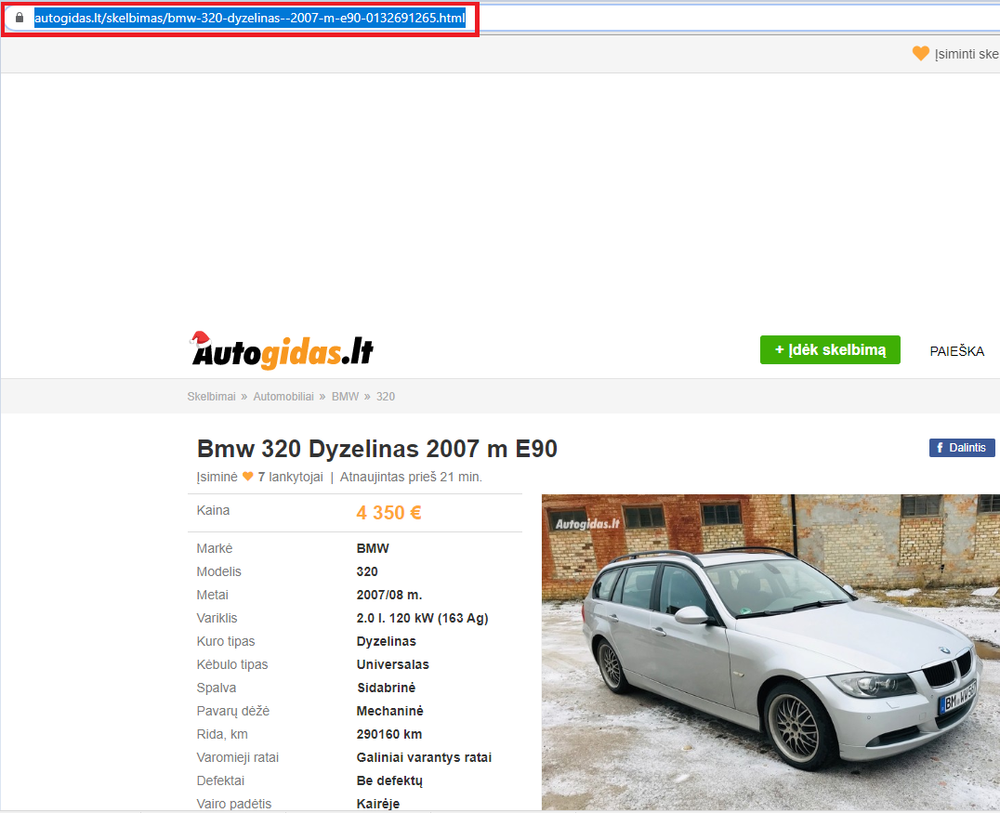 autogidas.lt/skelbimas/bmw-320-dyzelinas--2007-m-e90-0132691265.html
Įsiminti ske
Autogidas.lt
+ Įdėk skelbimą
PAIEŠKA
Skelbimai » Automobiliai » BMW » 320
Bmw 320 Dyzelinas 2007 m E90
f Dalintis
Įsiminė 7 lankytojai | Atnaujintas prieš 21 min.
Kaina 4 350 €
Autogidas.lt
Markė BMW
Modelis 320
Metai 2007/08 m.
Variklis 2.0 l. 120 kW (163 Ag)
Kuro tipas Dyzelinas
Kėbulo tipas Universalas
Spalva Sidabrinė
Pavarų dėžė Mechaninė
Rida, km 290160 km
Varomieji ratai Galiniai varantys ratai
Defektai Be defektų
Vairo padėtis Kairėje